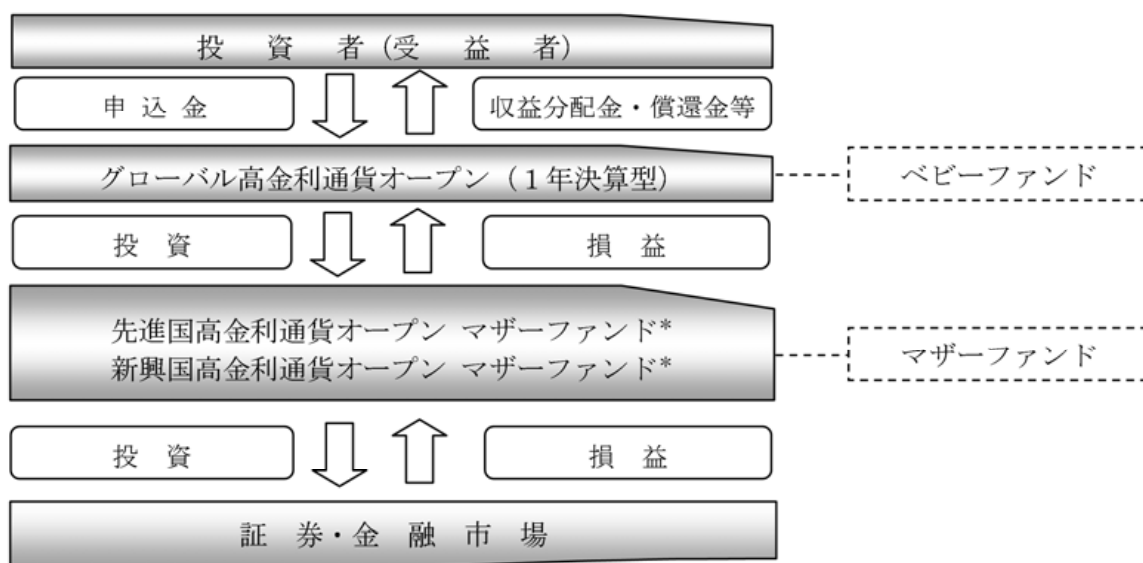 投資者(受益者)
申込金
収益分配金・償還金等
グローバル高金利通貨オープン（１年決算型）
ベビーファンド
投資
損益
先進国高金利通貨オープン マザーファンド*
新興国高金利通貨オープン マザーファンド*
マザーファンド
投資
損益
証券・金融市場